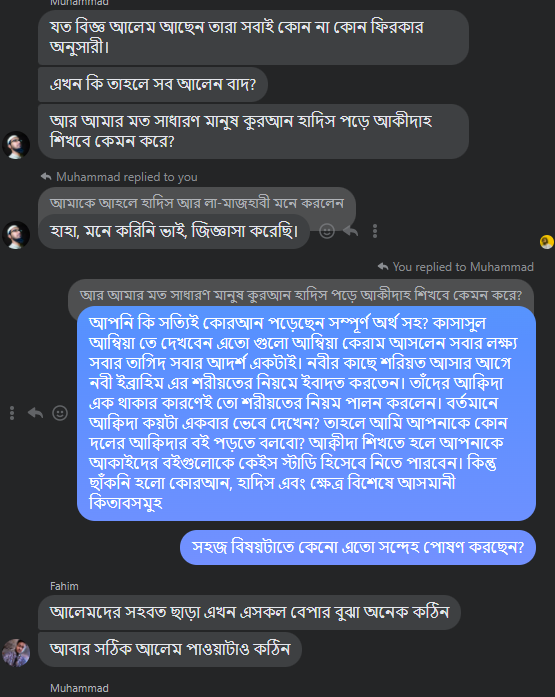 Muhammad
যত বিজ্ঞ আলেম আছেন তারা সবাই কোন না কোন ফিরকার
অনুসারী।
এখন কি তাহলে সব আলেন বাদ?
আর আমার মত সাধারণ মানুষ কুরআন হাদিস পড়ে আকীদাহ
শিখবে কেমন করে?
Muhammad replied to you
আমাকে আহলে হাদিস আর লা-মাজহাবী মনে করলেন
হাহা, মনে করিনি ভাই, জিজ্ঞাসা করেছি।
You replied to Muhammad
আর আমার মত সাধারণ মানুষ কুরআন হাদিস পড়ে আকীদাহ শিখবে কেমন করে?
আপনি কি সত্যিই কোরআন পড়েছেন সম্পূর্ণ অর্থ সহ? কাসাসুল
আম্বিয়া তে দেখবেন এতো গুলো আম্বিয়া কেরাম আসলেন সবার লক্ষ্য
সবার তাগিদ সবার আদর্শ একটাই। নবীর কাছে শরিয়ত আসার আগে
নবী ইব্রাহিম এর শরীয়তের নিয়মে ইবাদত করতেন। তাঁদের আক্বিদা
এক থাকার কারণেই তো শরীয়তের নিয়ম পালন করলেন। বর্তমানে
আক্বিদা কয়টা একবার ভেবে দেখেন? তাহলে আমি আপনাকে কোন
দলের আক্বিদার বই পড়তে বলবো? আক্বীদা শিখতে হলে আপনাকে
আকাইদের বইগুলোকে কেইস স্টাডি হিসেবে নিতে পারবেন। কিন্তু
ছাঁকনি হলো কোরআন, হাদিস এবং ক্ষেত্র বিশেষে আসমানী
কিতাবসমুহ
সহজ বিষয়টাতে কেনো এতো সন্দেহ পোষণ করছেন?
Fahim
আলেমদের সহবত ছাড়া এখন এসকল বেপার বুঝা অনেক কঠিন
আবার সঠিক আলেম পাওয়াটাও কঠিন
Muhammad